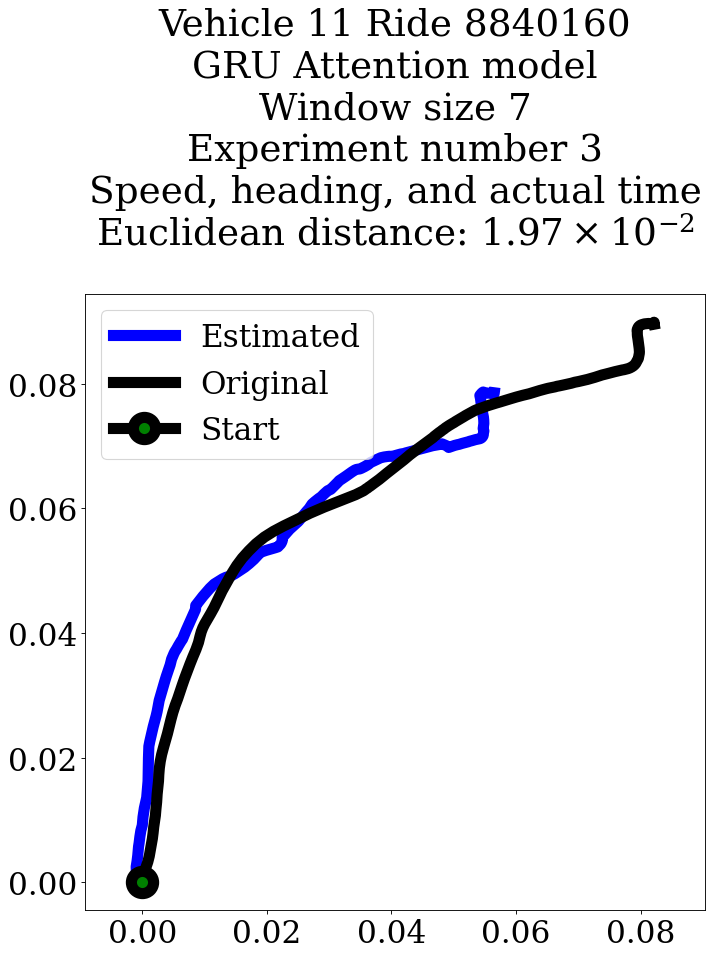 Vehicle 11 Ride 8840160
GRU Attention model
Window size 7
Experiment number 3
Speed, heading, and actual time
Euclidean distance: 1.97 × 10⁻²
Estimated
Original
Start
0.08
0.06
0.04
0.02
0.00
0.00 0.02 0.04 0.06 0.08